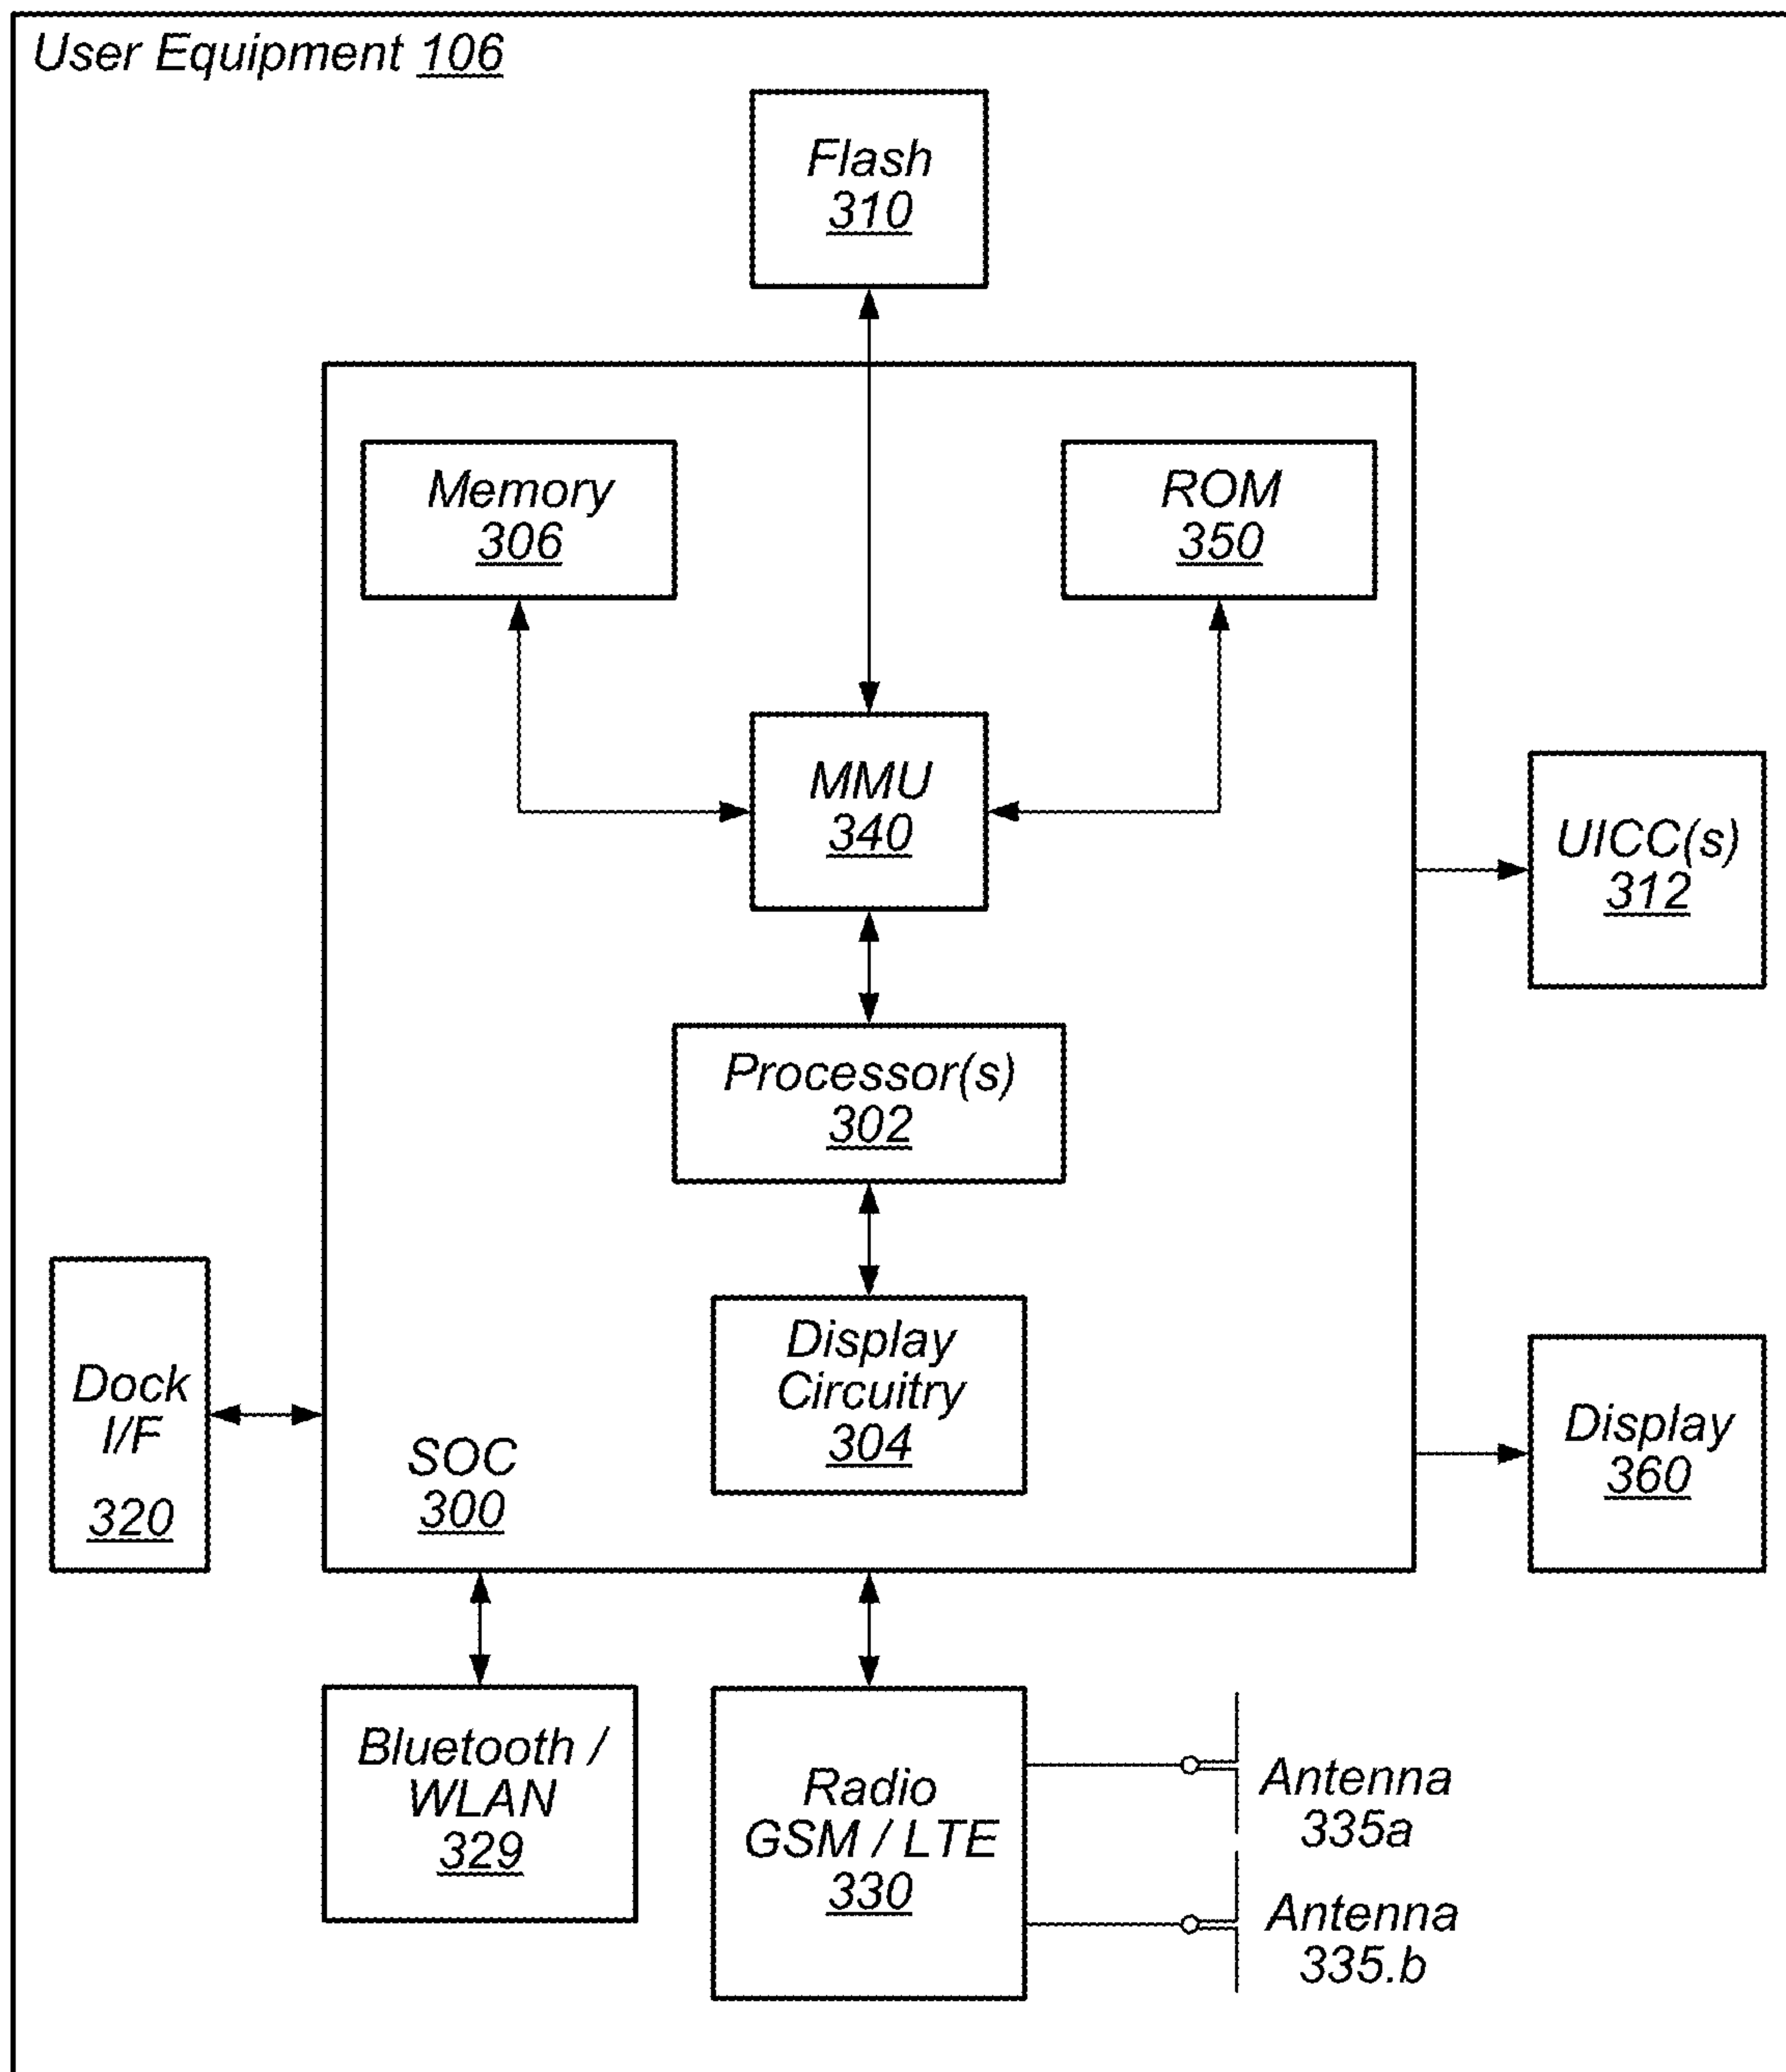 User Equipment 106
Flash
310
Memory
306
ROM
350
MMU
340
UICC(s)
312
Processor(s)
302
Display
Circuitry
304
Dock
I/F
320
SOC
300
Display
360
Bluetooth /
WLAN
329
Radio
GSM / LTE
330
Antenna
335a
Antenna
335.b